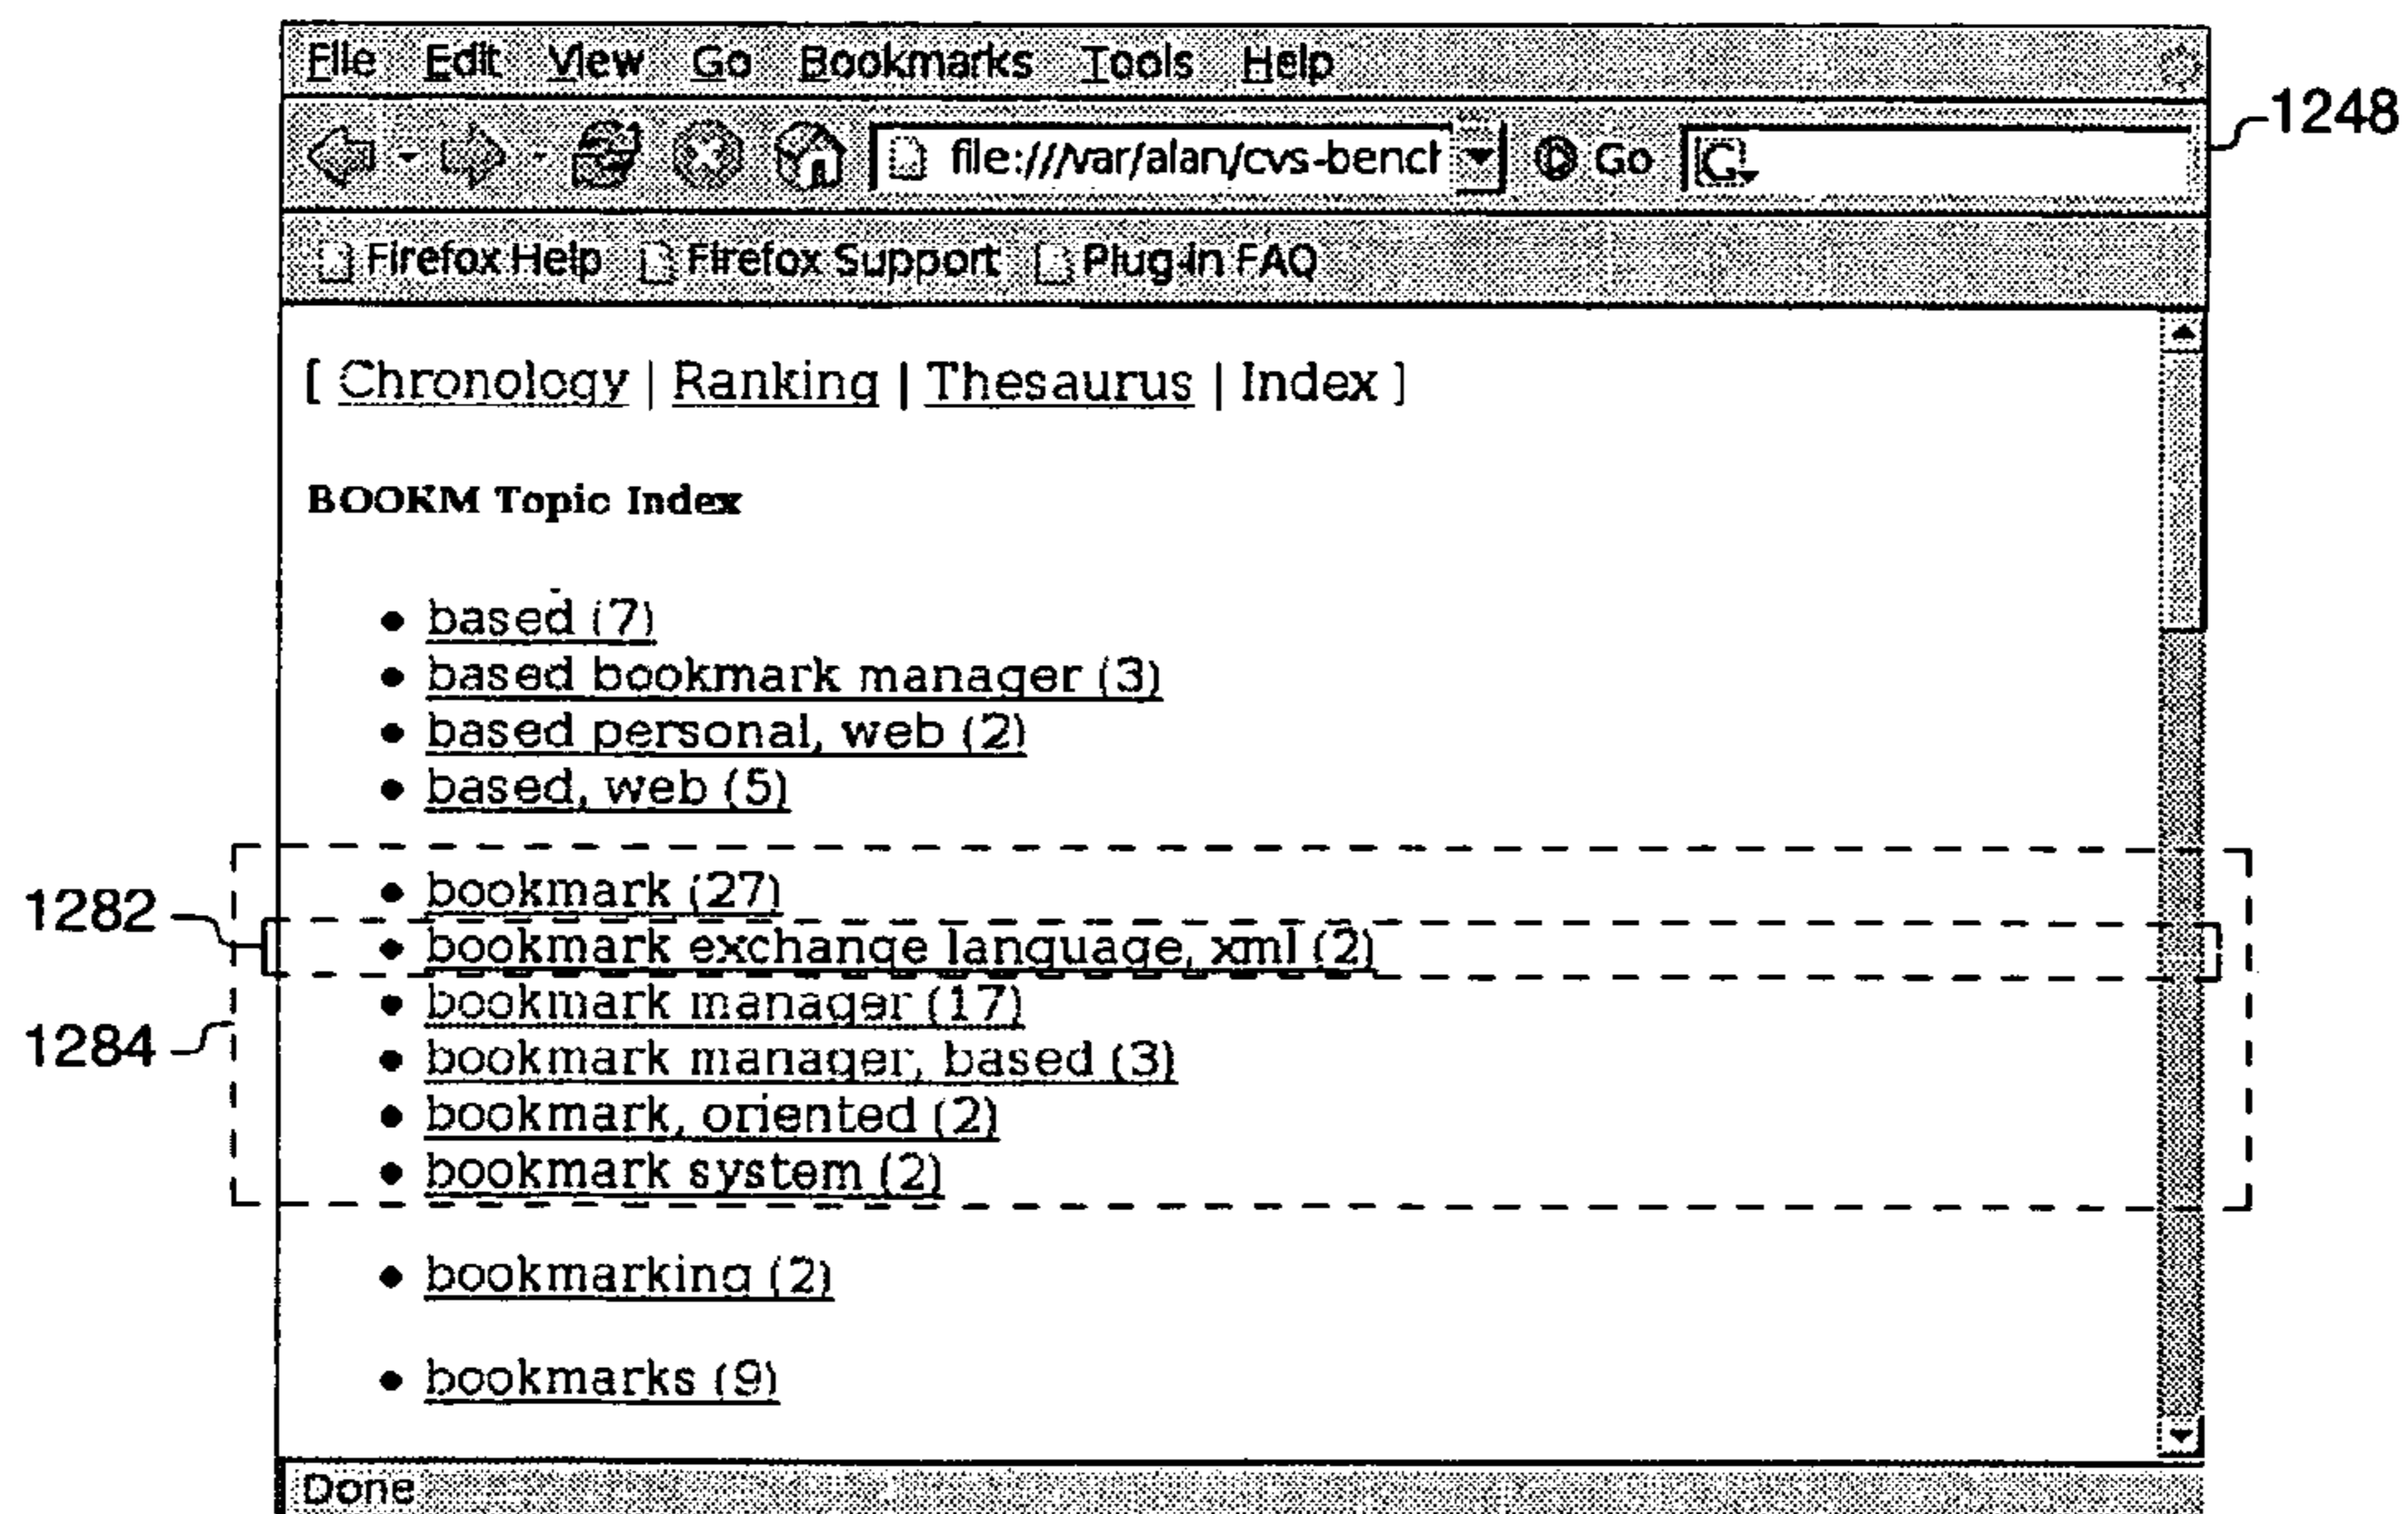 File Edit View Go Bookmarks Tools Help
1248
file:///var/alan/cvs-bencl Go G
Firefox Help Firefox Support Plug-in FAQ
[ Chronology | Ranking | Thesaurus | Index ]
BOOKM Topic Index
• based (7)
• based bookmark manager (3)
• based personal, web (2)
• based, web (5)
• bookmark (27)
1282
• bookmark exchange language, xml (2)
• bookmark manager (17)
1284
• bookmark manager, based (3)
• bookmark, oriented (2)
• bookmark system (2)
• bookmarking (2)
• bookmarks (9)
Done